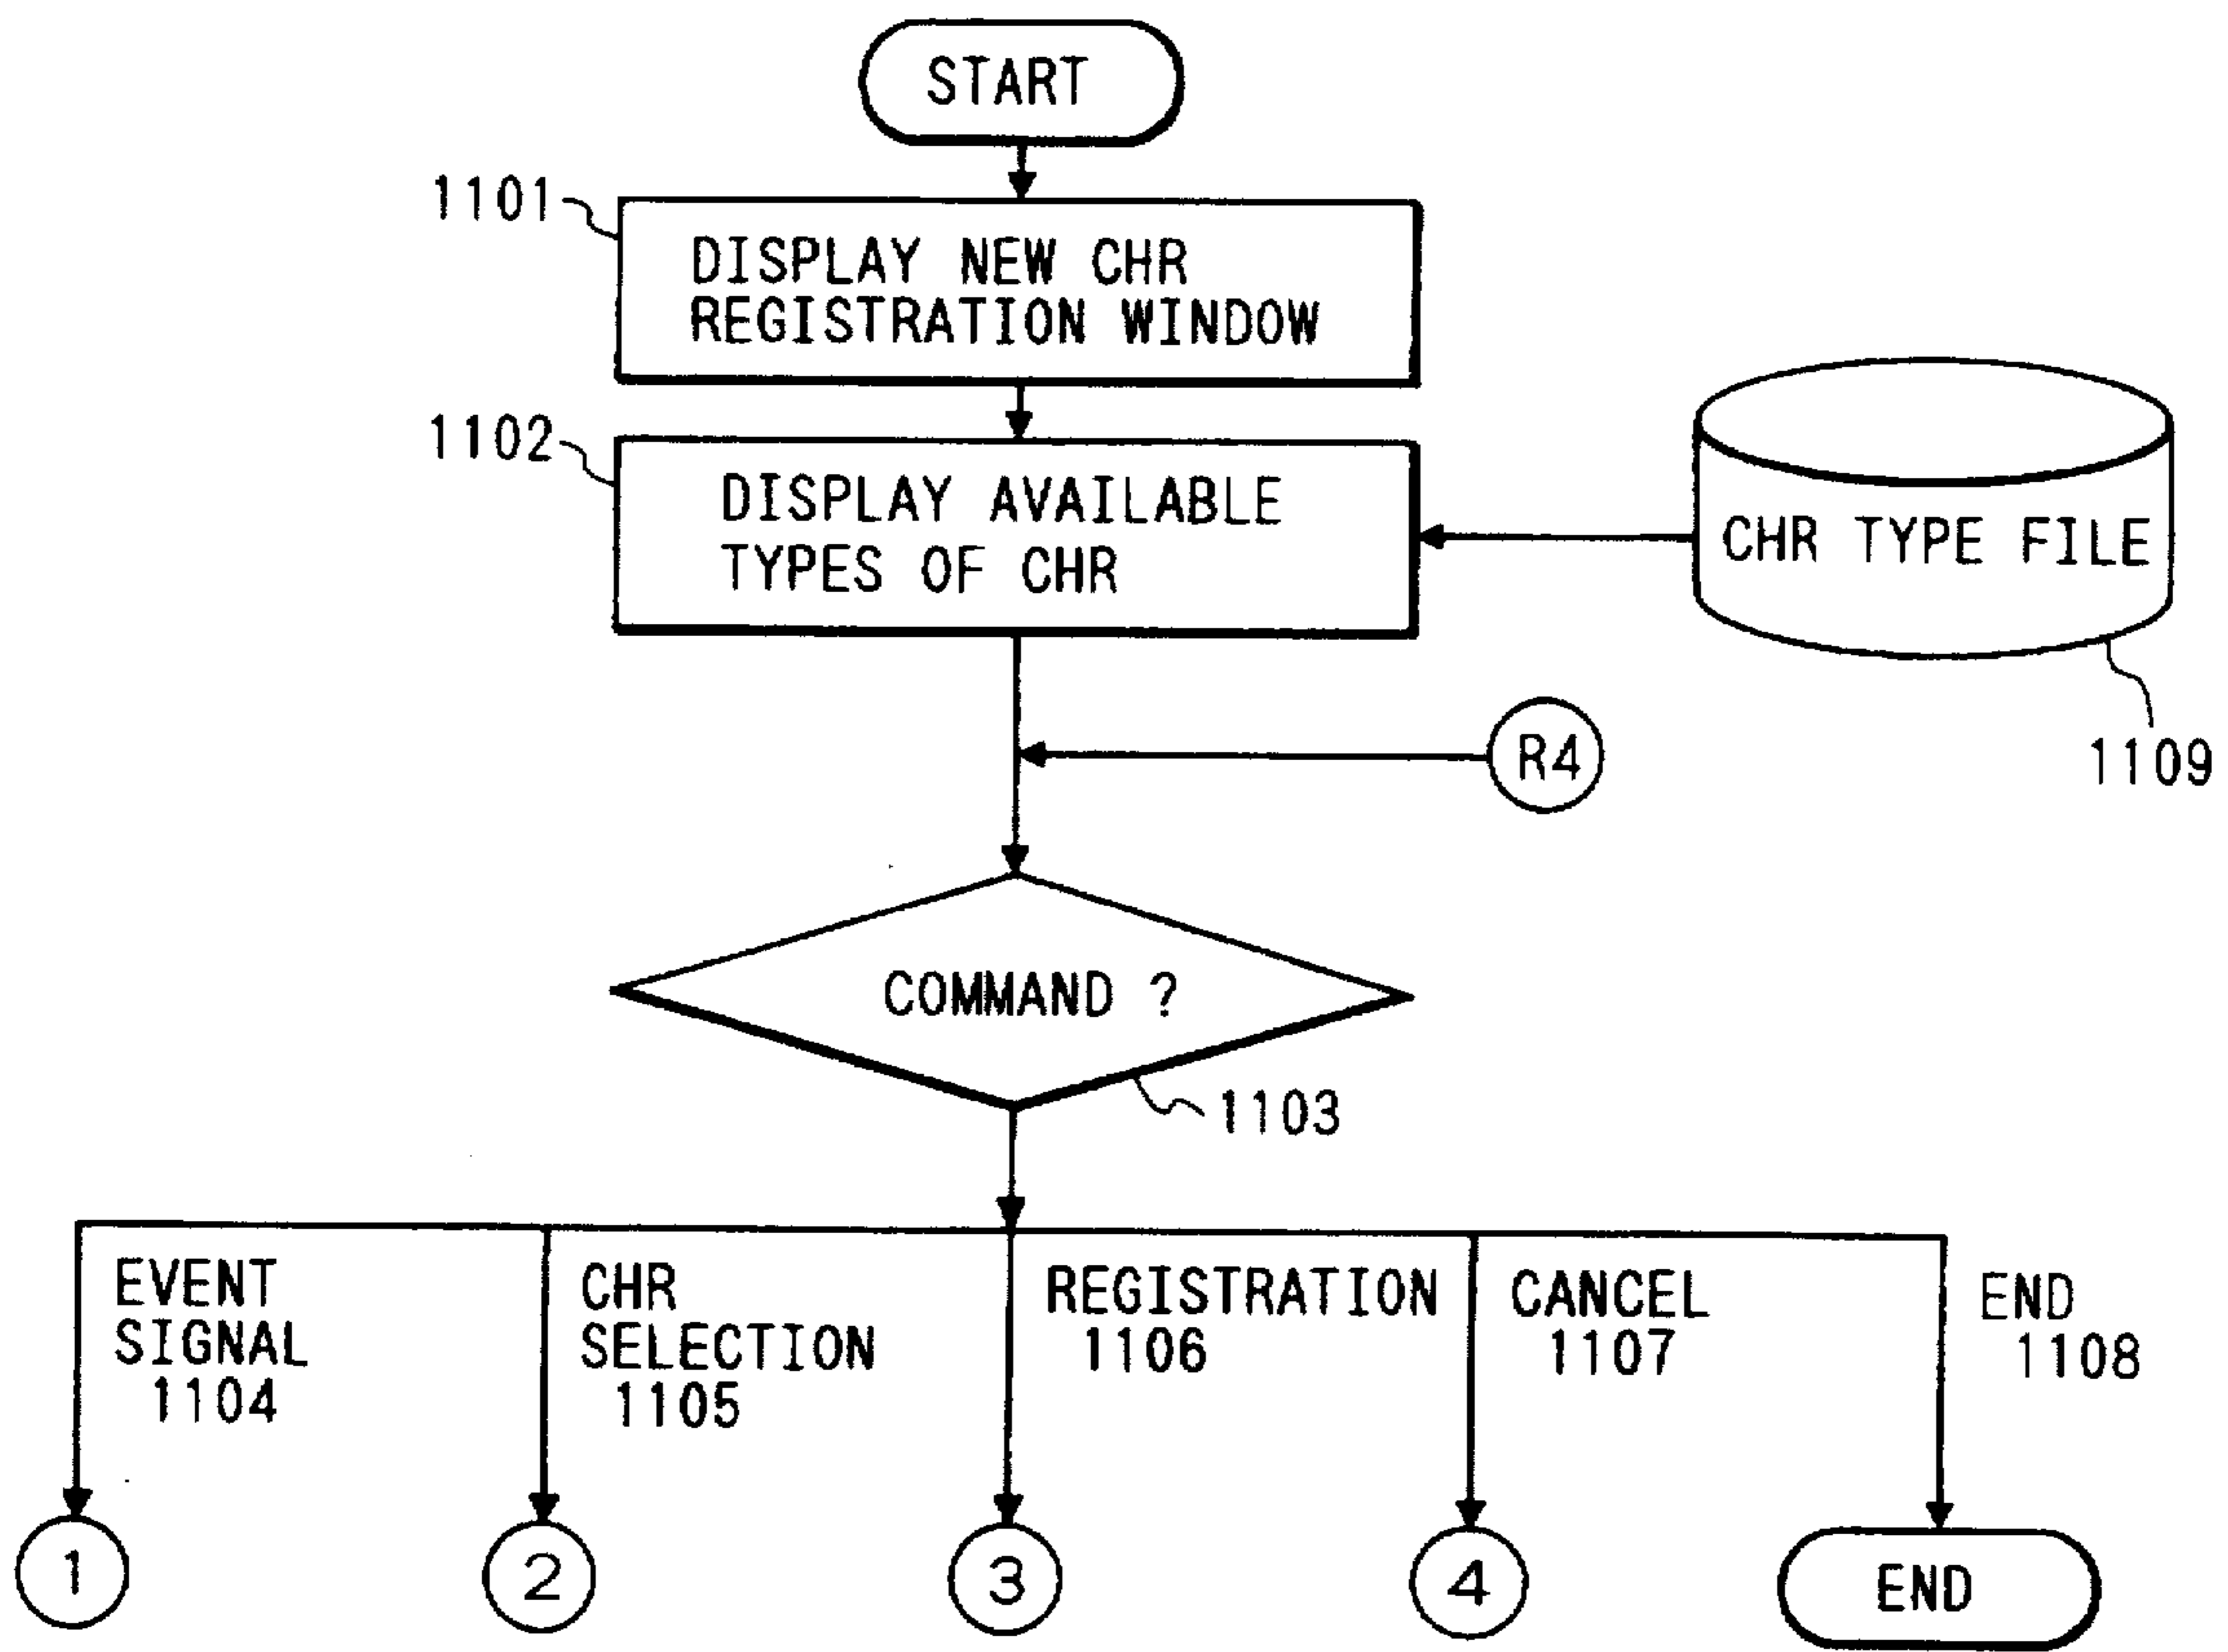 START
1101
DISPLAY NEW CHR
REGISTRATION WINDOW
1102
DISPLAY AVAILABLE
TYPES OF CHR
CHR TYPE FILE
1109
R4
COMMAND ?
1103
EVENT
SIGNAL
1104
CHR
SELECTION
1105
REGISTRATION
1106
CANCEL
1107
END
1108
1
2
3
4
END